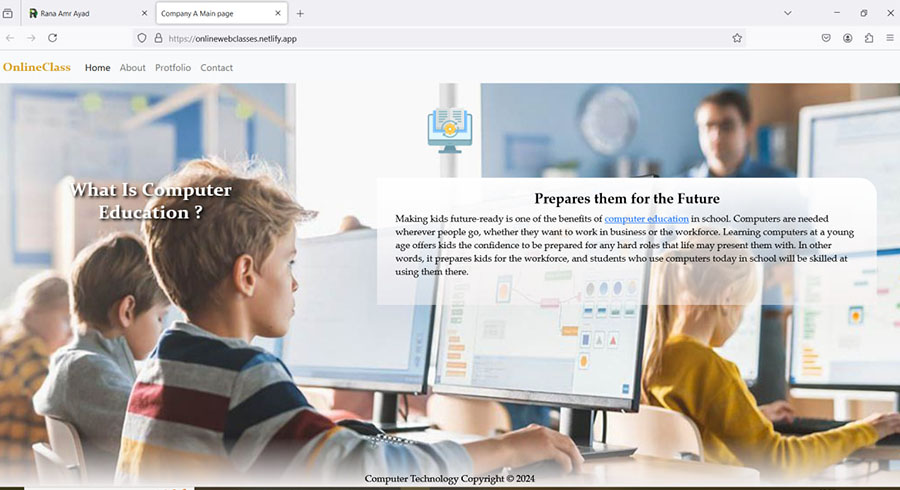 Rana Amr Ayad
Company A Main page
https://onlinewebclasses.netlify.app
OnlineClass Home About Protfolio Contact
What Is Computer
Education ?
Prepares them for the Future
Making kids future-ready is one of the benefits of computer education in school. Computers are needed
wherever people go, whether they want to work in business or the workforce. Learning computers at a young
age offers kids the confidence to be prepared for any hard roles that life may present them with. In other
words, it prepares kids for the workforce, and students who use computers today in school will be skilled at
using them there.
Computer Technology Copyright © 2024